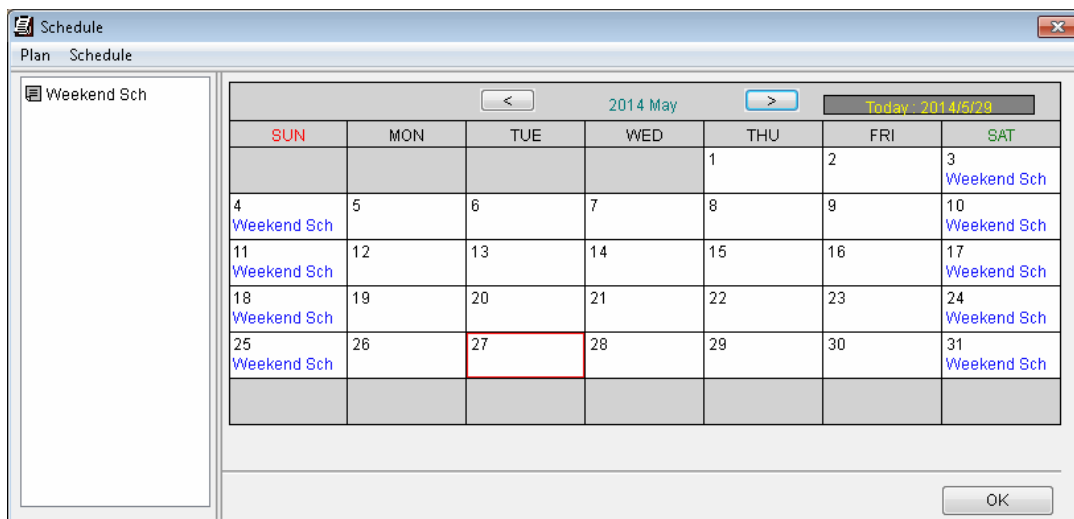 Schedule
Plan Schedule
Weekend Sch
< 2014 May > Today : 2014/5/29
SUN MON TUE WED THU FRI SAT
1 2 3
Weekend Sch
4 5 6 7 8 9 10
Weekend Sch Weekend Sch
11 12 13 14 15 16 17
Weekend Sch Weekend Sch
18 19 20 21 22 23 24
Weekend Sch Weekend Sch
25 26 27 28 29 30 31
Weekend Sch Weekend Sch
OK